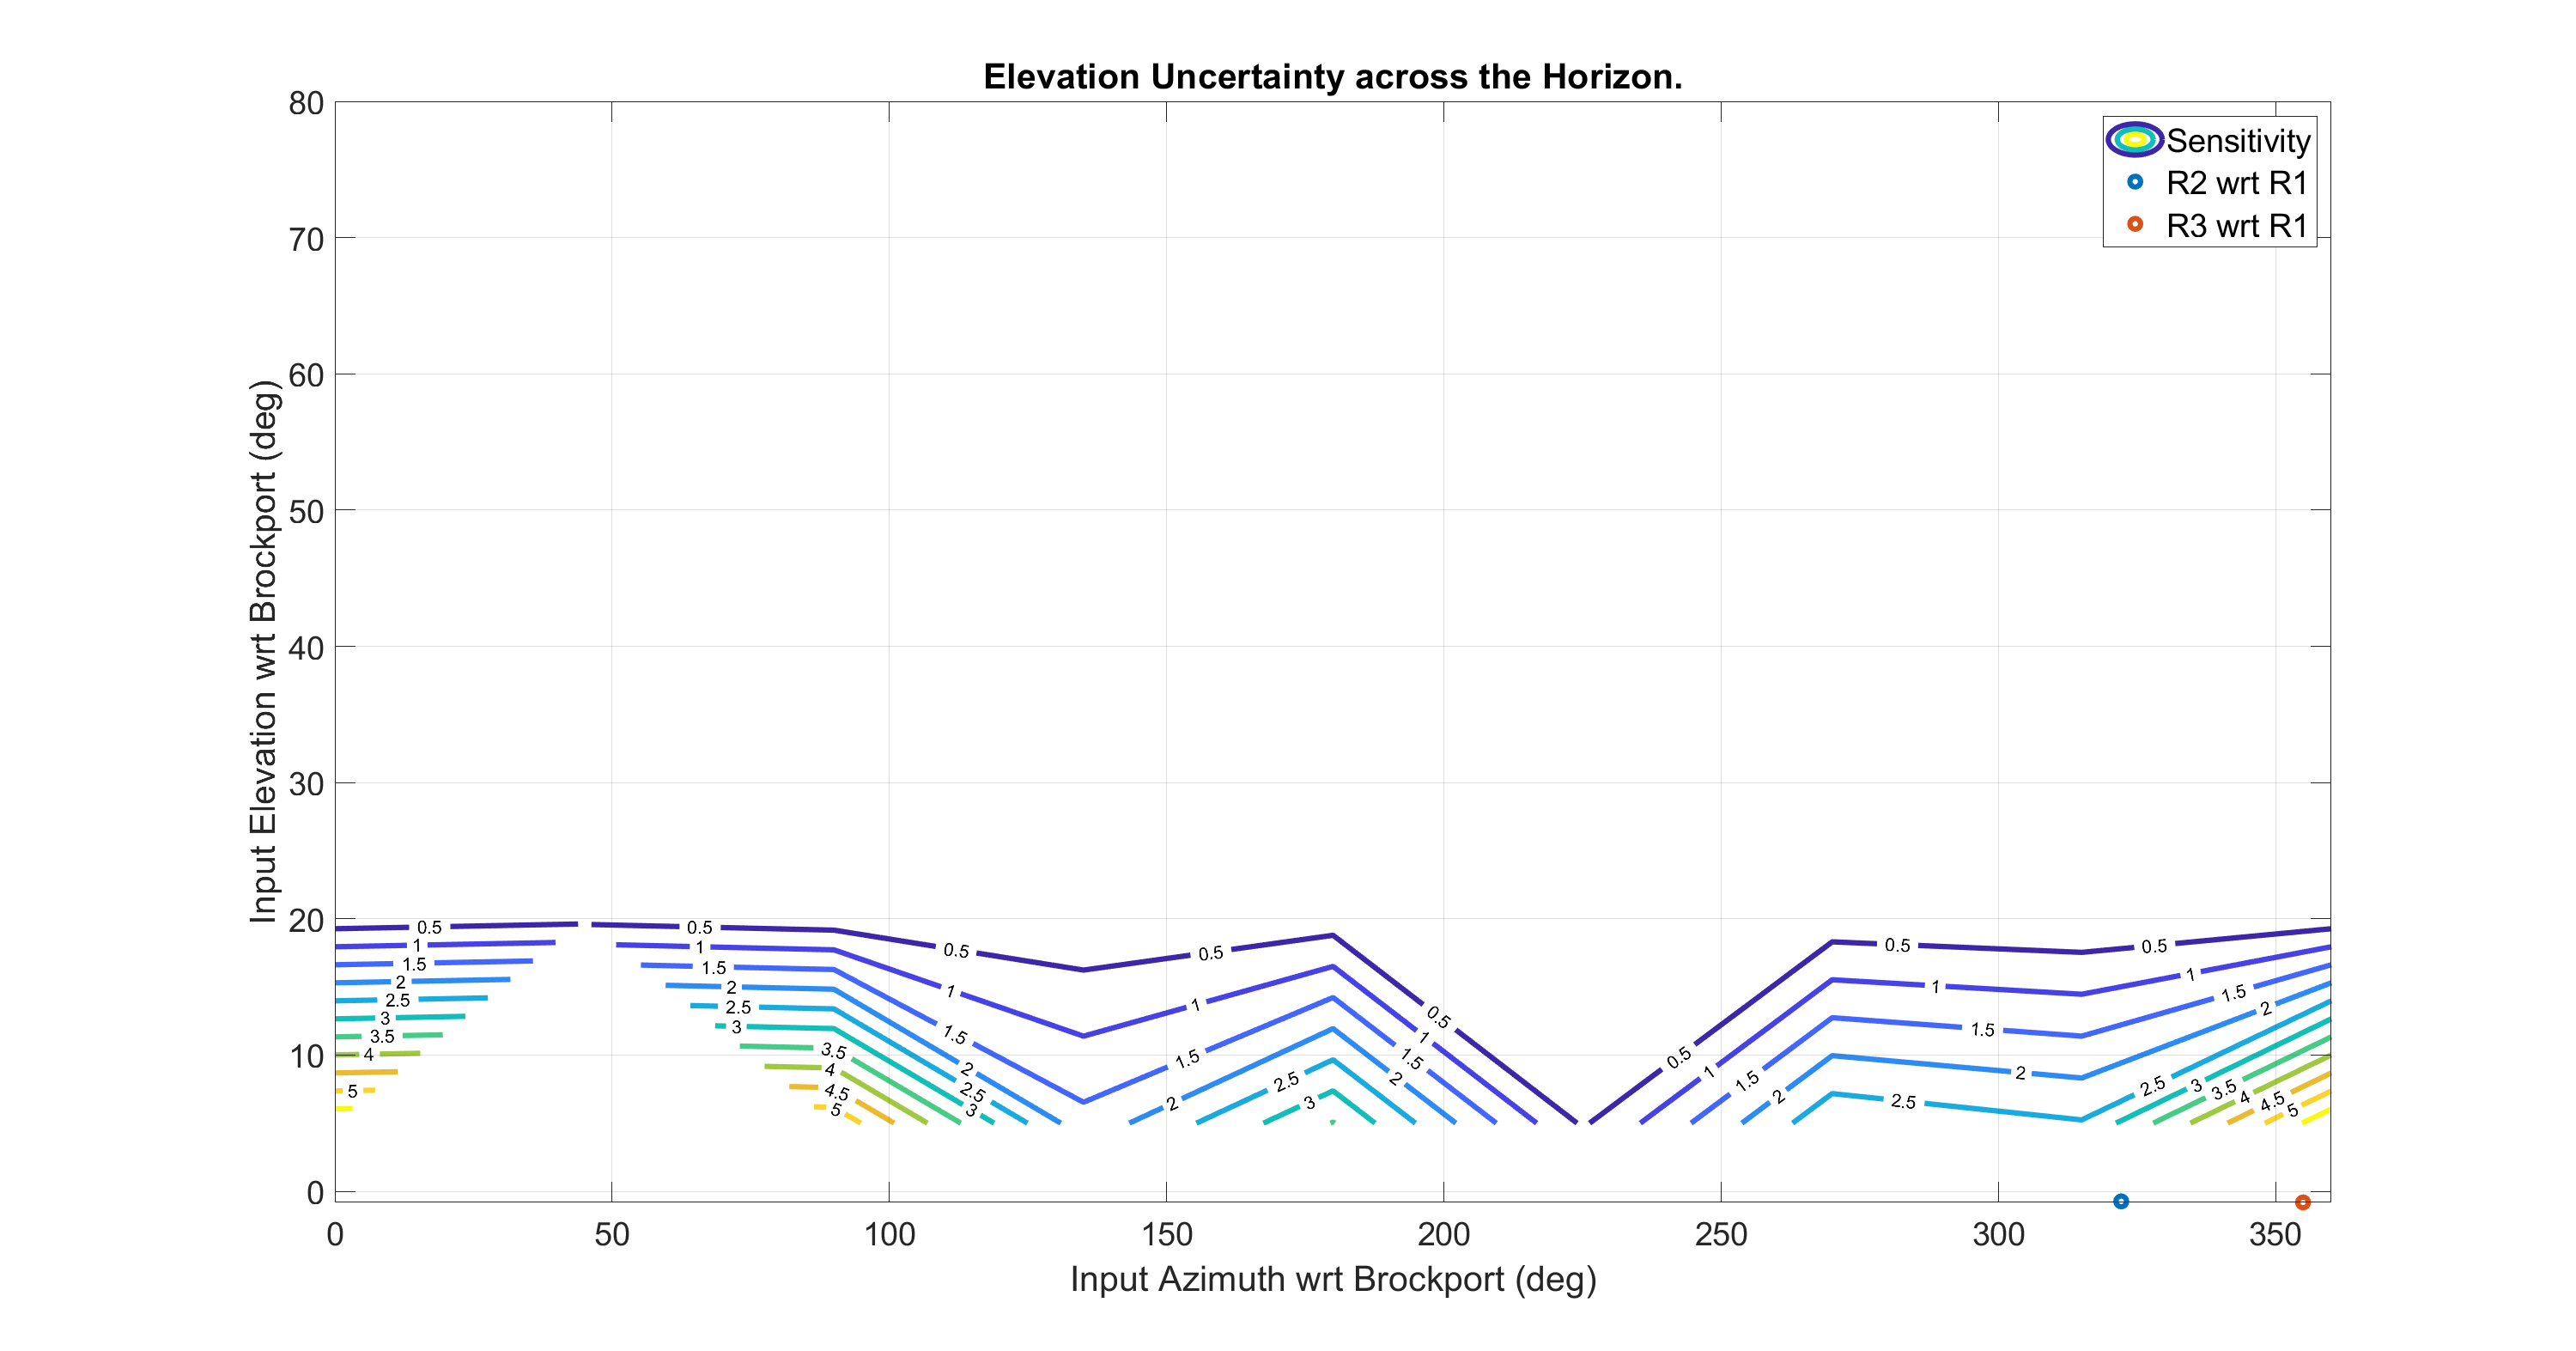 Elevation Uncertainty across the Horizon.
Sensitivity
R2 wrt R1
R3 wrt R1
Input Elevation wrt Brockport (deg)
80
70
60
50
40
30
20
10
0
0.5 0.5 0.5 0.5 0.5 0.5 0.5 0.5
1 1 1 1 1 1 1 1
1.5 1.5 1.5 1.5 1.5 1.5 1.5 1.5
2 2 2 2 2 2 2 2
2.5 2.5 2.5 2.5 2.5 2.5
3 3 3 3 3
3.5 3.5 3.5
4 4 4
4.5 4.5
5 5 5
0 50 100 150 200 250 300 350
Input Azimuth wrt Brockport (deg)